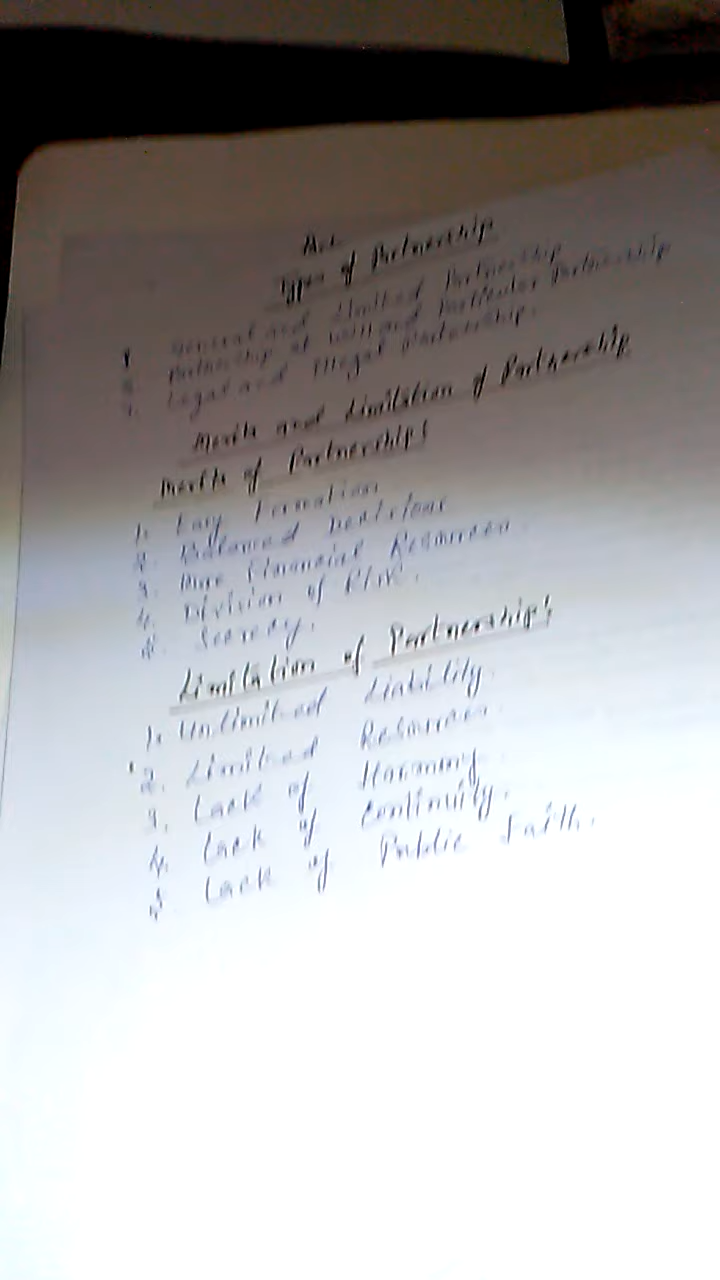 Types of Partnership
1. General and Limited Partnership
2. Partnership at Will and Particular Partnership
3. Legal and Illegal Partnership.
Merits and Limitation of Partnership
Merits of Partnership:
1. Easy Formation
2. Balanced Decisions
3. More Financial Resources.
4. Division of Risk.
5. Secrecy.
Limitation of Partnership:
1. Unlimited Liability.
2. Limited Resources.
3. Lack of Harmony.
4. Lack of Continuity.
5. Lack of Public Faith.